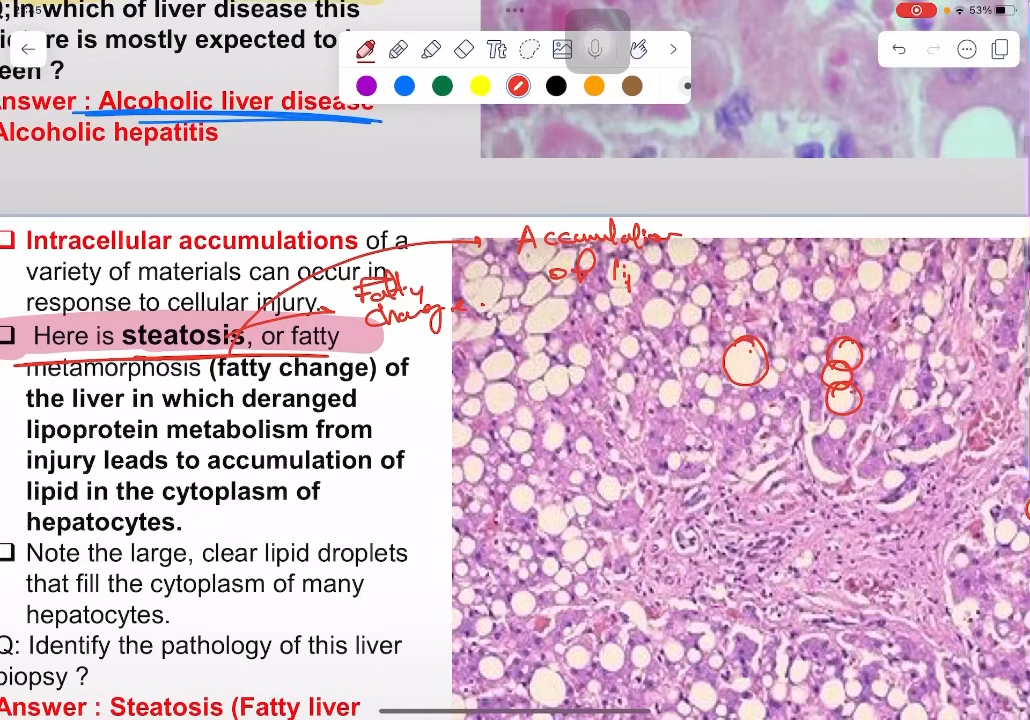 Q;In which of liver disease this
re is mostly expected to
een ?
Answer : Alcoholic liver disease
Alcoholic hepatitis
53%
Tt
Intracellular accumulations of a
variety of materials can occur in
response to cellular injury.
Accumulation
of li
Fatty
change
Here is steatosis, or fatty
metamorphosis (fatty change) of
the liver in which deranged
lipoprotein metabolism from
injury leads to accumulation of
lipid in the cytoplasm of
hepatocytes.
Note the large, clear lipid droplets
that fill the cytoplasm of many
hepatocytes.
Q: Identify the pathology of this liver
biopsy ?
Answer : Steatosis (Fatty liver